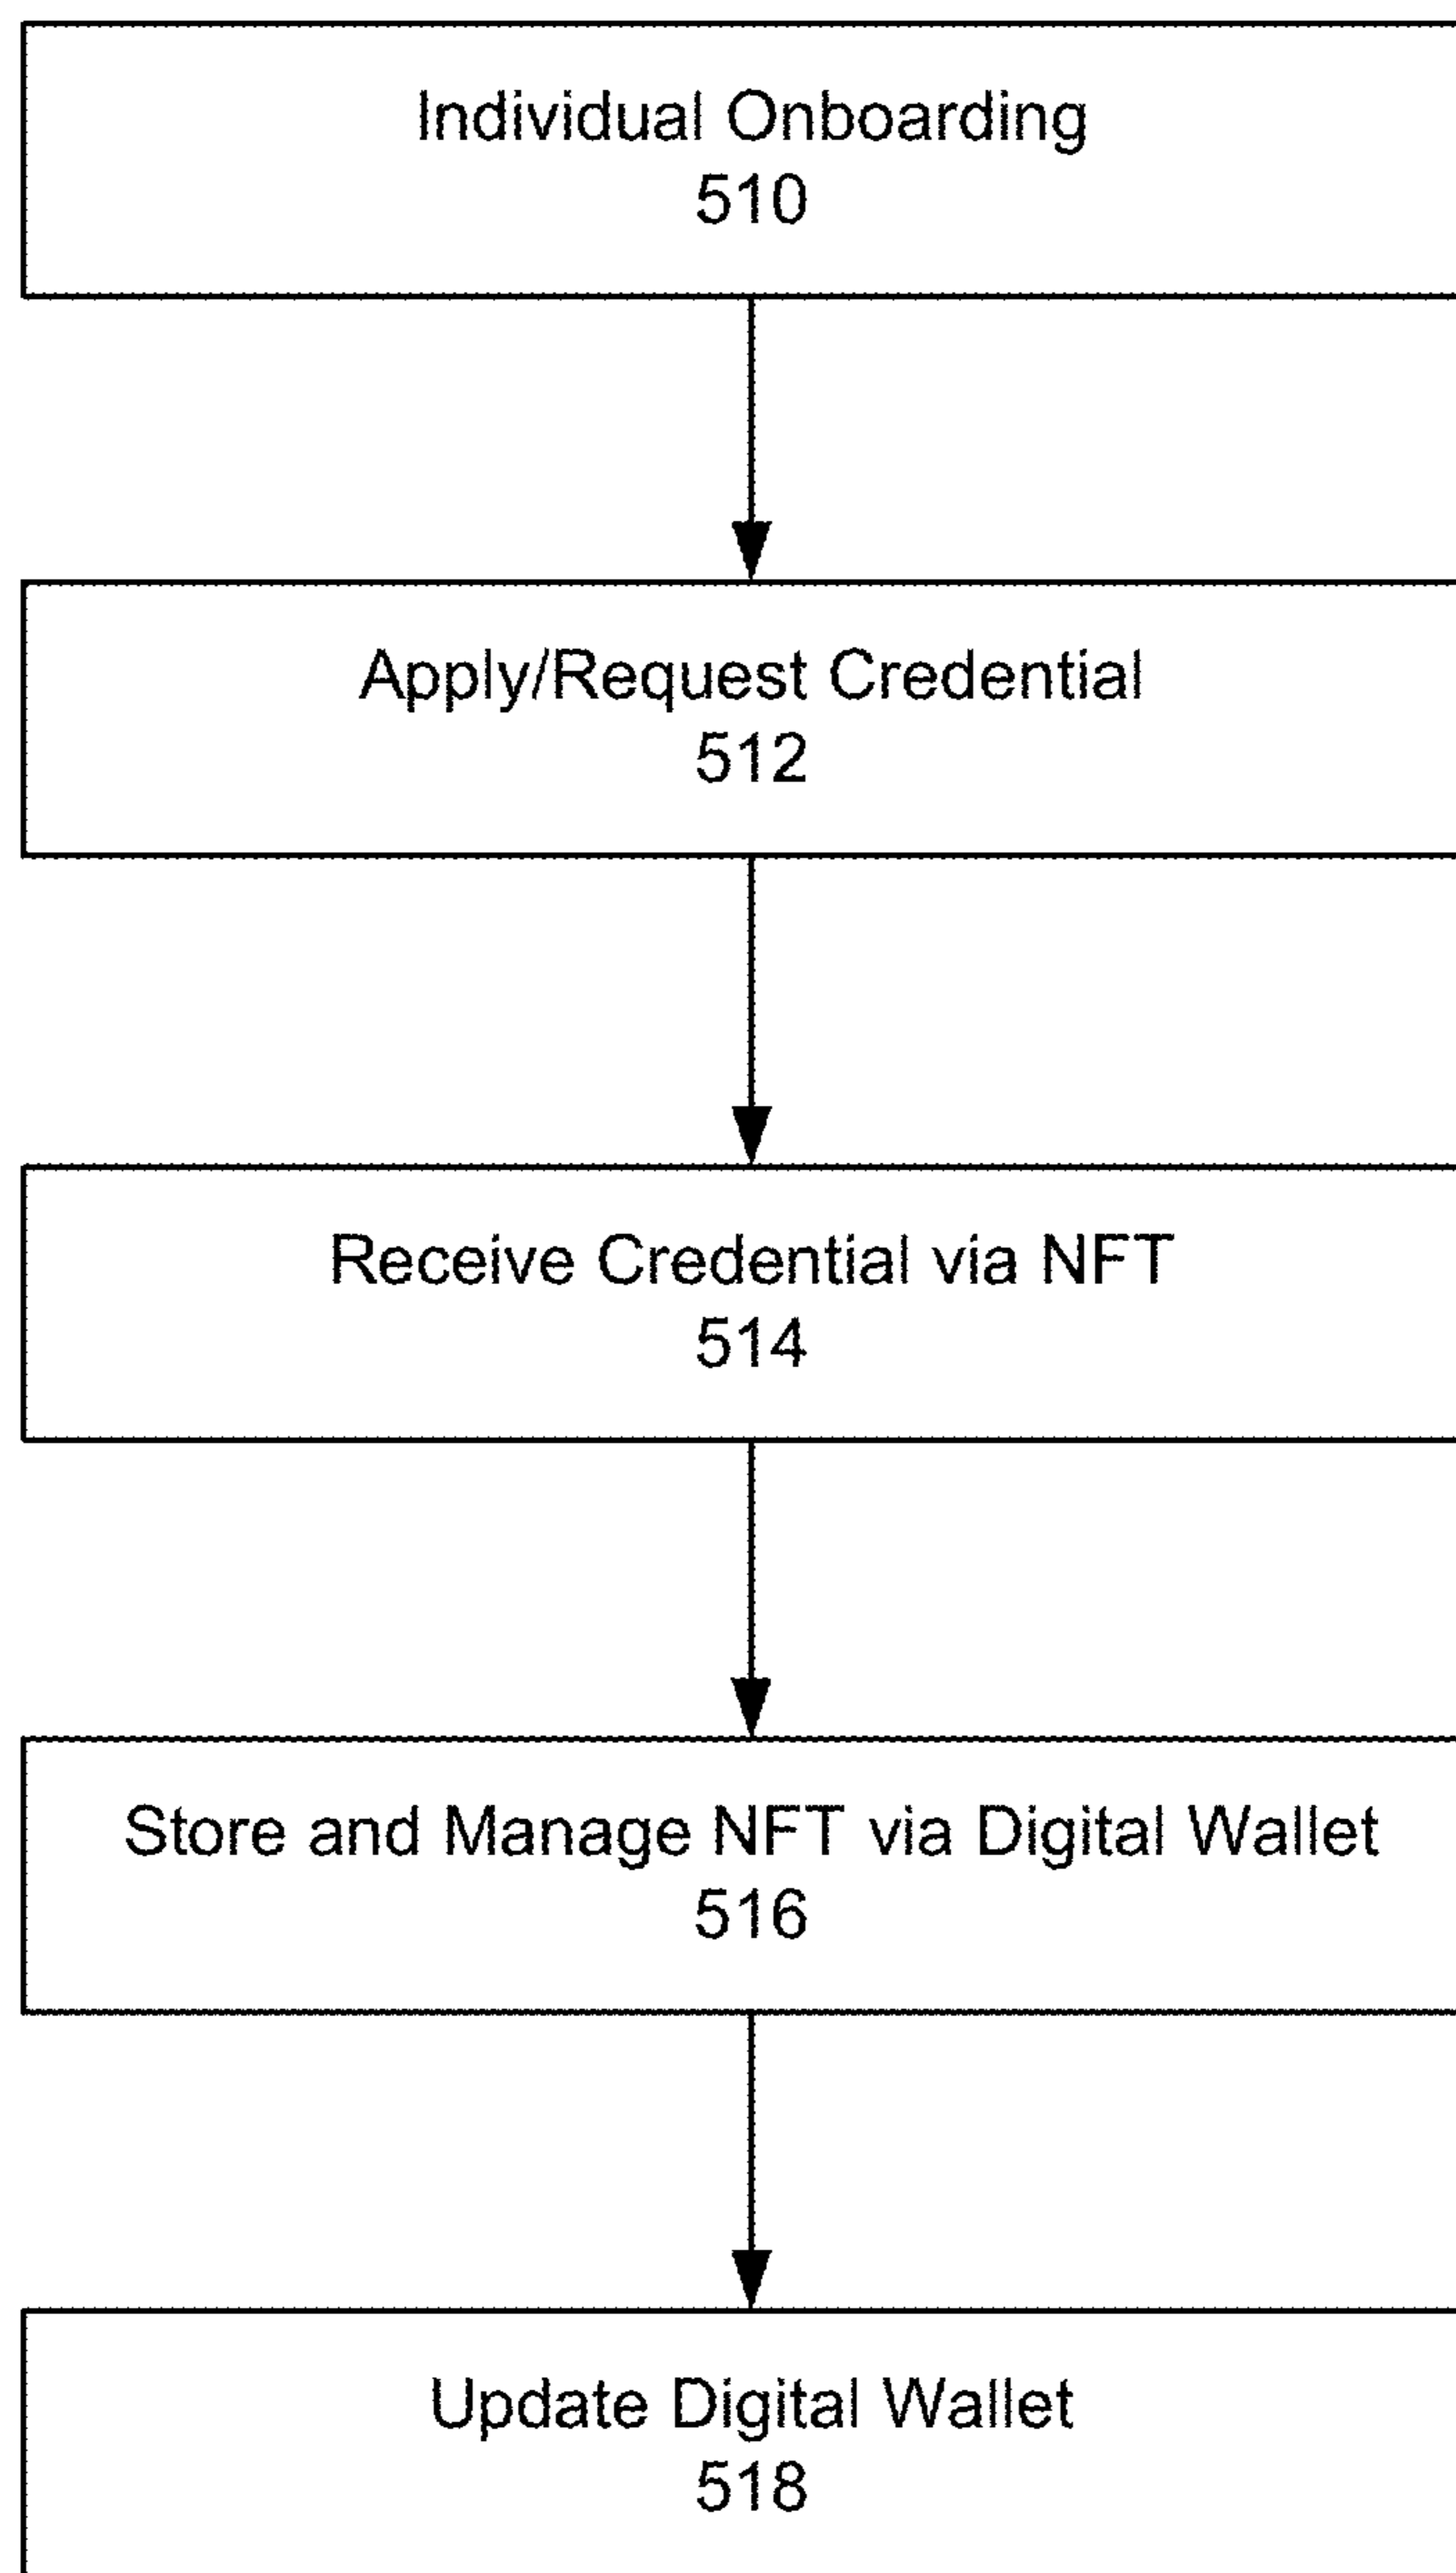 Individual Onboarding
510
Apply/Request Credential
512
Receive Credential via NFT
514
Store and Manage NFT via Digital Wallet
516
Update Digital Wallet
518